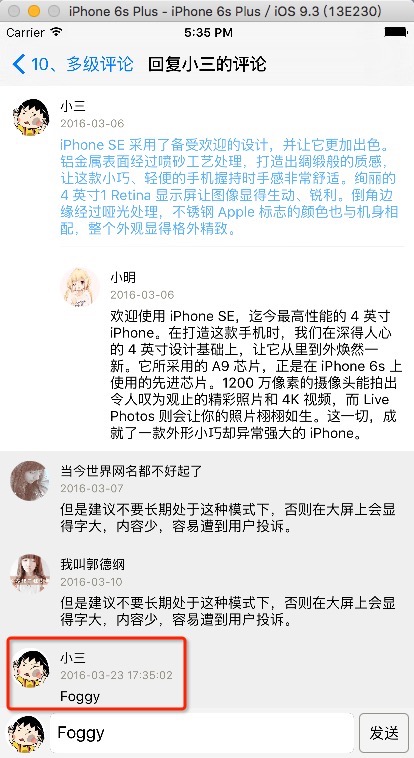 iPhone 6s Plus - iPhone 6s Plus / iOS 9.3 (13E230)
Carrier 5:35 PM
10、多级评论 回复小三的评论
小三
2016-03-06
iPhone SE 采用了备受欢迎的设计，并让它更加出色。
铝金属表面经过喷砂工艺处理，打造出绸缎般的质感，
让这款小巧、轻便的手机握持时手感非常舒适。绚丽的
4 英寸1 Retina 显示屏让图像显得生动、锐利。倒角边
缘经过哑光处理，不锈钢 Apple 标志的颜色也与机身相
配，整个外观显得格外精致。
小明
2016-03-06
欢迎使用 iPhone SE，迄今最高性能的 4 英寸
iPhone。在打造这款手机时，我们在深得人心
的 4 英寸设计基础上，让它从里到外焕然一
新。它所采用的 A9 芯片，正是在 iPhone 6s 上
使用的先进芯片。1200 万像素的摄像头能拍出
令人叹为观止的精彩照片和 4K 视频，而 Live
Photos 则会让你的照片栩栩如生。这一切，成
就了一款外形小巧却异常强大的 iPhone。
当今世界网名都不好起了
2016-03-07
但是建议不要长期处于这种模式下，否则在大屏上会显
得字大，内容少，容易遭到用户投诉。
我叫郭德纲
2016-03-10
但是建议不要长期处于这种模式下，否则在大屏上会显
得字大，内容少，容易遭到用户投诉。
小三
2016-03-23 17:35:02
Foggy
Foggy 发送